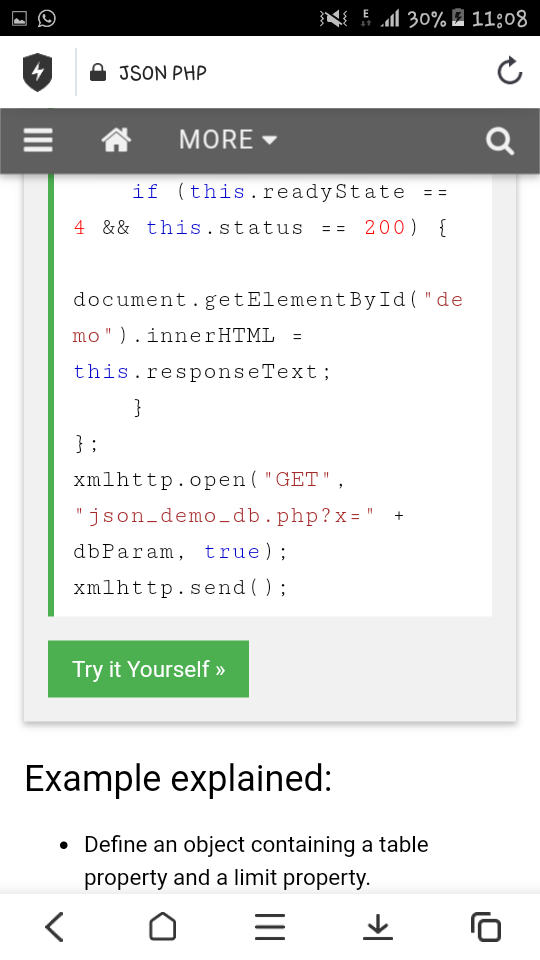 E 30% 11:08
JSON PHP
MORE
if (this.readyState ==
4 && this.status == 200) {
document.getElementById("de
mo").innerHTML =
this.responseText;
}
};
xmlhttp.open("GET",
"json_demo_db.php?x=" +
dbParam, true);
xmlhttp.send();
Try it Yourself »
Example explained:
• Define an object containing a table
property and a limit property.